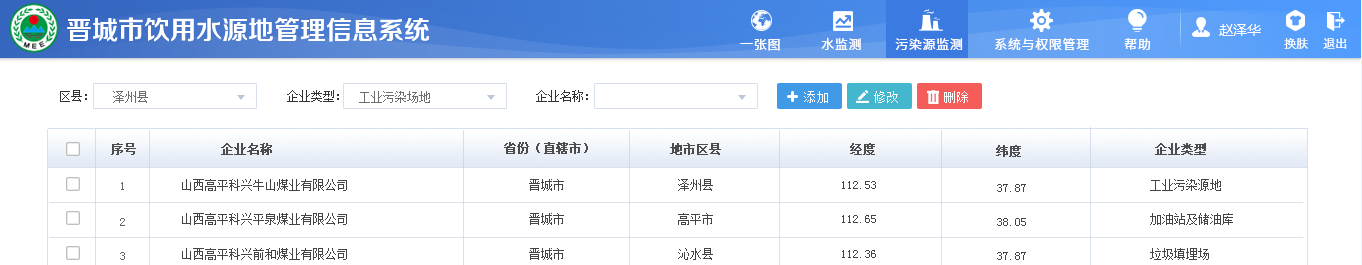 MEE
晋城市饮用水源地管理信息系统
一张图 水监测 污染源监测 系统与权限管理 帮助 赵泽华 换肤 退出
区县: 泽州县 企业类型: 工业污染场地 企业名称: 添加 修改 删除
序号 企业名称 省份（直辖市） 地市区县 经度 纬度 企业类型
1 山西高平科兴牛山煤业有限公司 晋城市 泽州县 112.53 37.87 工业污染源地
2 山西高平科兴平泉煤业有限公司 晋城市 高平市 112.65 38.05 加油站及储油库
3 山西高平科兴前和煤业有限公司 晋城市 沁水县 112.36 37.87 垃圾填埋场